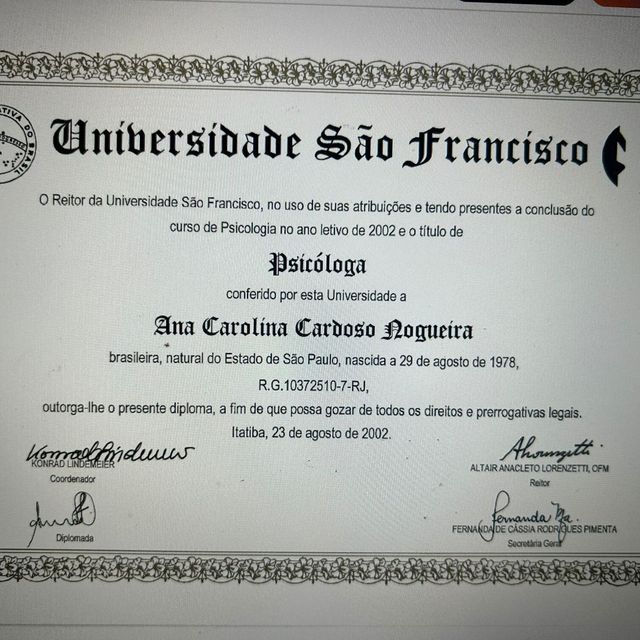 ATIVA DO BRASIL
Universidade São Francisco
O Reitor da Universidade São Francisco, no uso de suas atribuições e tendo presentes a conclusão do
curso de Psicologia no ano letivo de 2002 e o título de
Psicóloga
conferido por esta Universidade a
Ana Carolina Cardoso Nogueira
brasileira, natural do Estado de São Paulo, nascida a 29 de agosto de 1978,
R.G.10372510-7-RJ,
outorga-lhe o presente diploma, a fim de que possa gozar de todos os direitos e prerrogativas legais.
Itatiba, 23 de agosto de 2002.
KONRAD LINDEMEIER
Coordenador
ALTAIR ANACLETO LORENZETTI, OFM
Reitor
Diplomada
Fernanda
FERNANDA DE CÁSSIA RODRIGUES PIMENTA
Secretária Geral